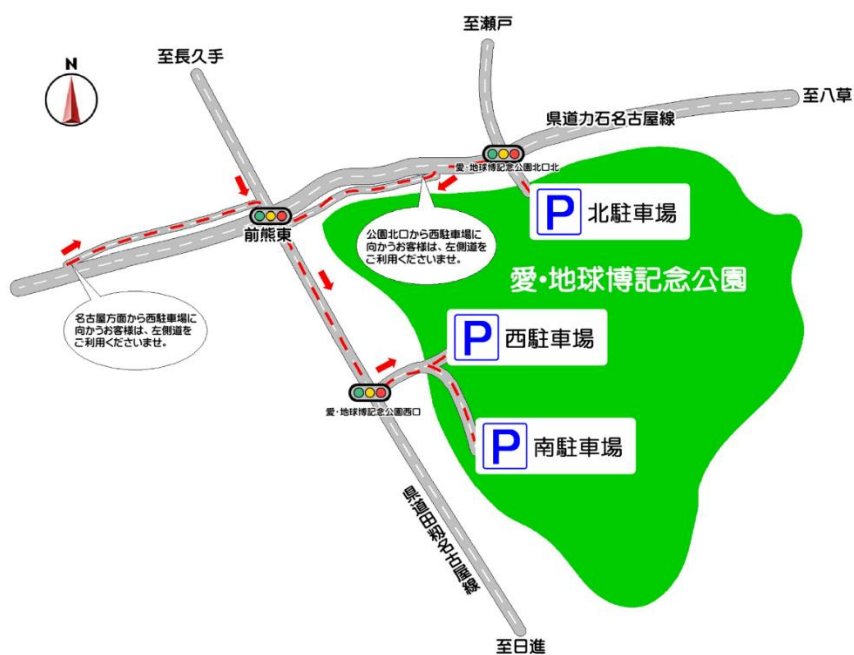 至瀬戸
至長久手
N
至八草
県道力石名古屋線
愛・地球博記念公園北口北
P 北駐車場
前熊東
公園北口から西駐車場に
向かうお客様は、左側道を
ご利用くださいませ。
愛・地球博記念公園
名古屋方面から西駐車場に
向かうお客様は、左側道を
ご利用くださいませ。
P 西駐車場
愛・地球博記念公園西口
P 南駐車場
県道田籾名古屋線
至日進